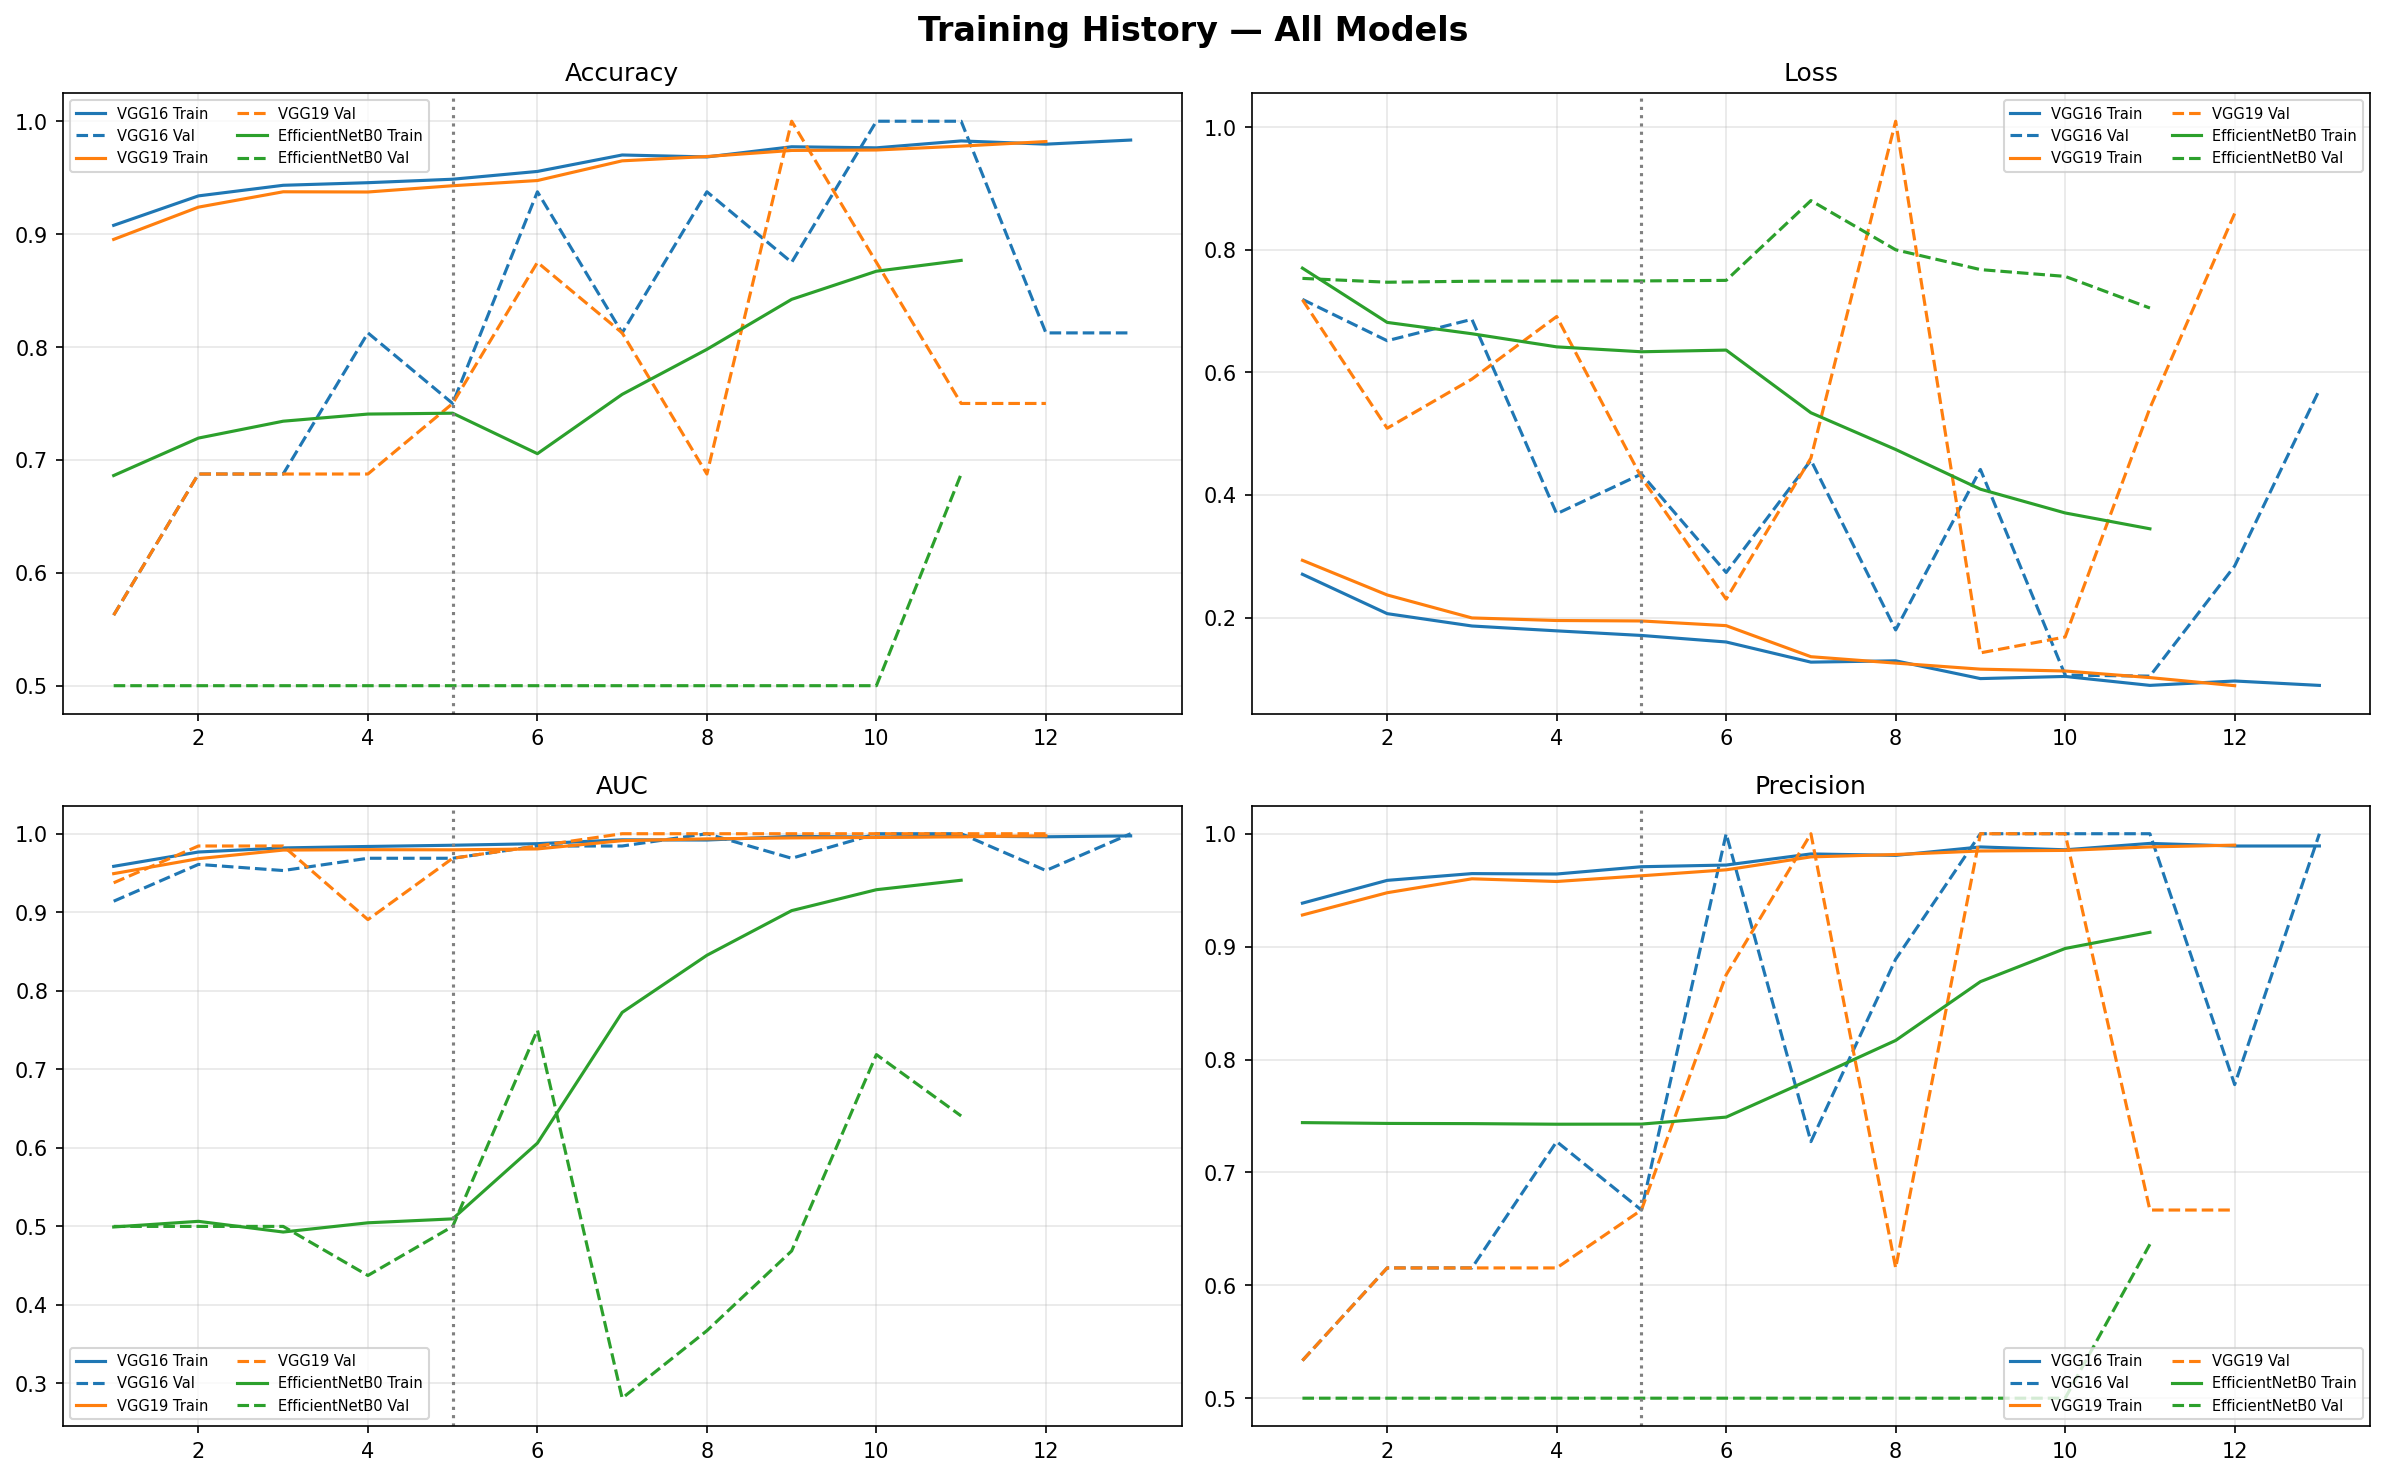 Training History — All Models
Accuracy
VGG16 Train
VGG16 Val
VGG19 Train
VGG19 Val
EfficientNetB0 Train
EfficientNetB0 Val
1.0
0.9
0.8
0.7
0.6
0.5
2 4 6 8 10 12
Loss
VGG16 Train
VGG16 Val
VGG19 Train
VGG19 Val
EfficientNetB0 Train
EfficientNetB0 Val
1.0
0.8
0.6
0.4
0.2
2 4 6 8 10 12
AUC
1.0
0.9
0.8
0.7
0.6
0.5
0.4
0.3
VGG16 Train
VGG16 Val
VGG19 Train
VGG19 Val
EfficientNetB0 Train
EfficientNetB0 Val
2 4 6 8 10 12
Precision
1.0
0.9
0.8
0.7
0.6
0.5
VGG16 Train
VGG16 Val
VGG19 Train
VGG19 Val
EfficientNetB0 Train
EfficientNetB0 Val
2 4 6 8 10 12